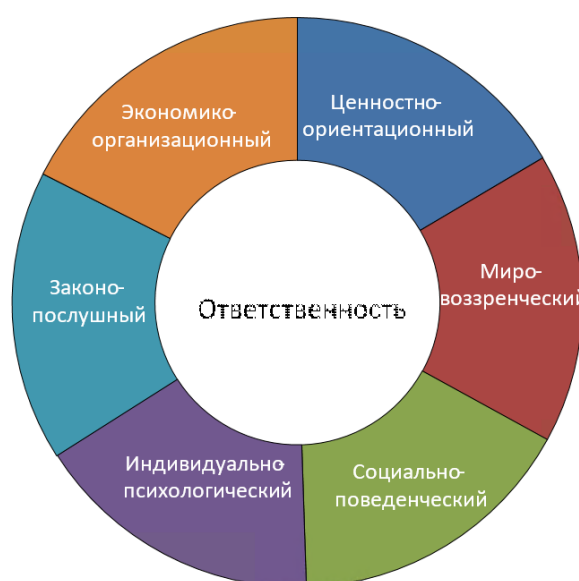 Экономико-
организационный
Ценностно-
ориентационный
Миро-
воззренческий
Социально-
поведенческий
Индивидуально-
психологический
Законо-
послушный
Ответственность